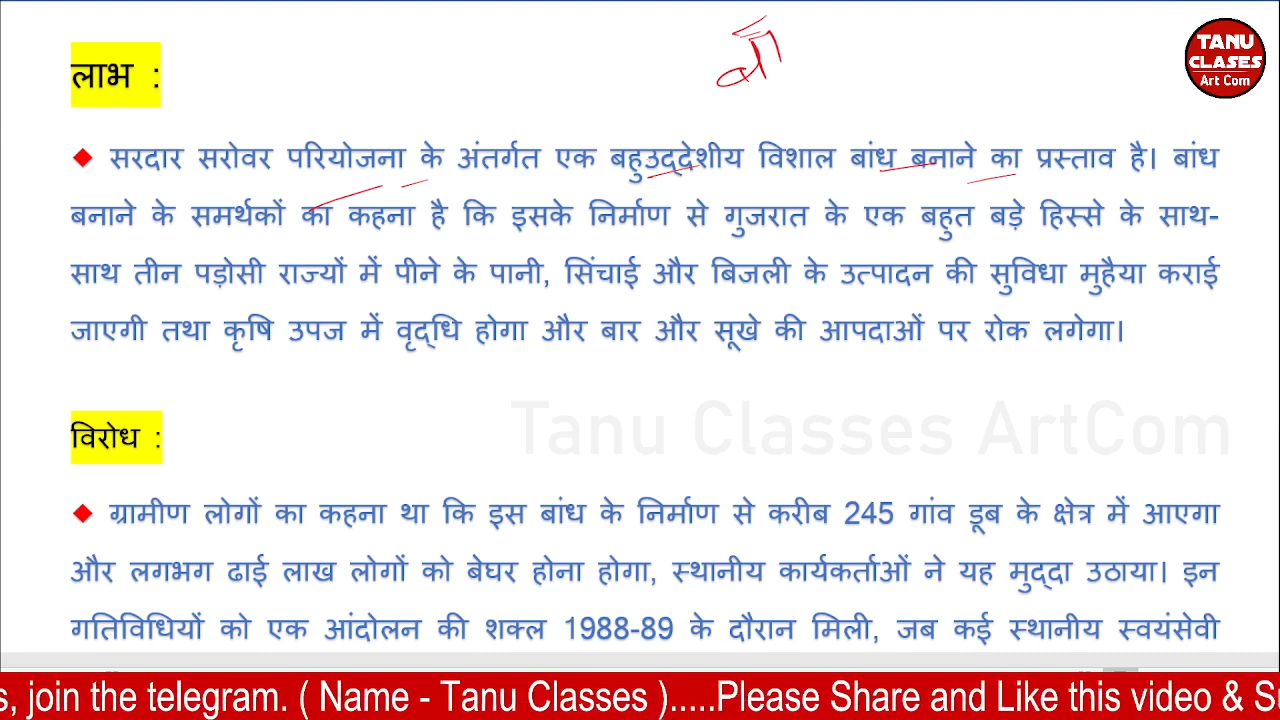 TANU
CLASES
Art Com
लाभ :
सरदार सरोवर परियोजना के अंतर्गत एक बहुउद्देशीय विशाल बांध बनाने का प्रस्ताव है। बांध
बनाने के समर्थकों का कहना है कि इसके निर्माण से गुजरात के एक बहुत बड़े हिस्से के साथ-
साथ तीन पड़ोसी राज्यों में पीने के पानी, सिंचाई और बिजली के उत्पादन की सुविधा मुहैया कराई
जाएगी तथा कृषि उपज में वृद्धि होगा और बार और सूखे की आपदाओं पर रोक लगेगा।
Tanu Classes ArtCom
विरोध :
ग्रामीण लोगों का कहना था कि इस बांध के निर्माण से करीब 245 गांव डूब के क्षेत्र में आएगा
और लगभग ढाई लाख लोगों को बेघर होना होगा, स्थानीय कार्यकर्ताओं ने यह मुद्दा उठाया। इन
गतिविधियों को एक आंदोलन की शक्ल 1988-89 के दौरान मिली, जब कई स्थानीय स्वयंसेवी
s, join the telegram. ( Name - Tanu Classes ).....Please Share and Like this video & S